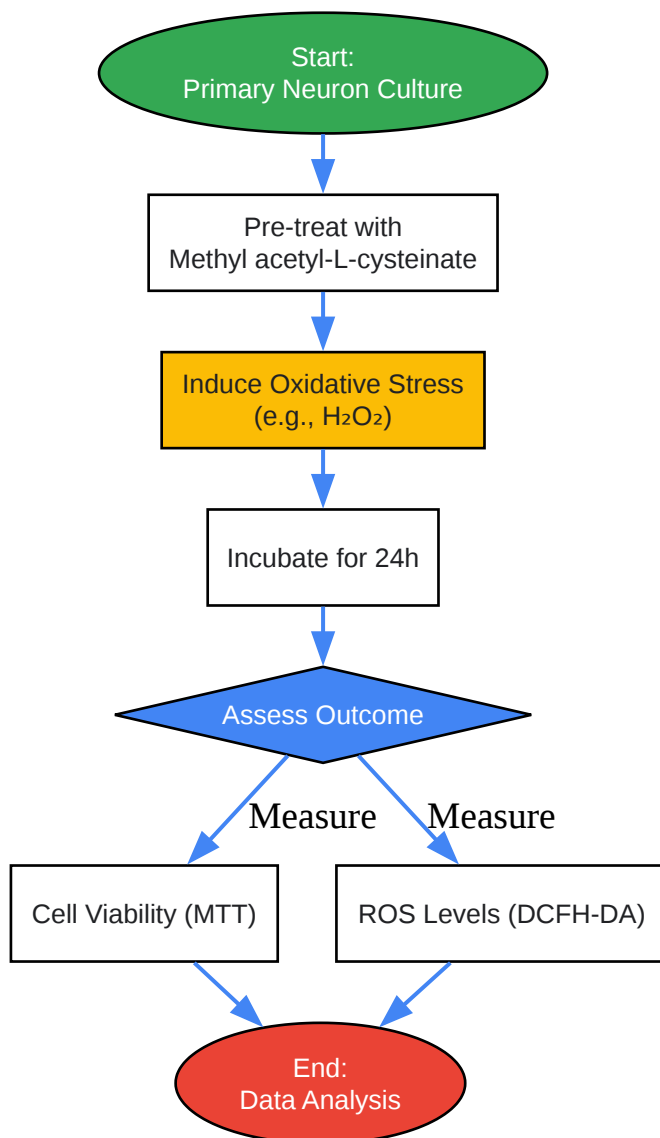 Start:
Primary Neuron Culture
Pre-treat with
Methyl acetyl-L-cysteinate
Induce Oxidative Stress
(e.g., H₂O₂)
Incubate for 24h
Assess Outcome
Measure
Measure
Cell Viability (MTT)
ROS Levels (DCFH-DA)
End:
Data Analysis